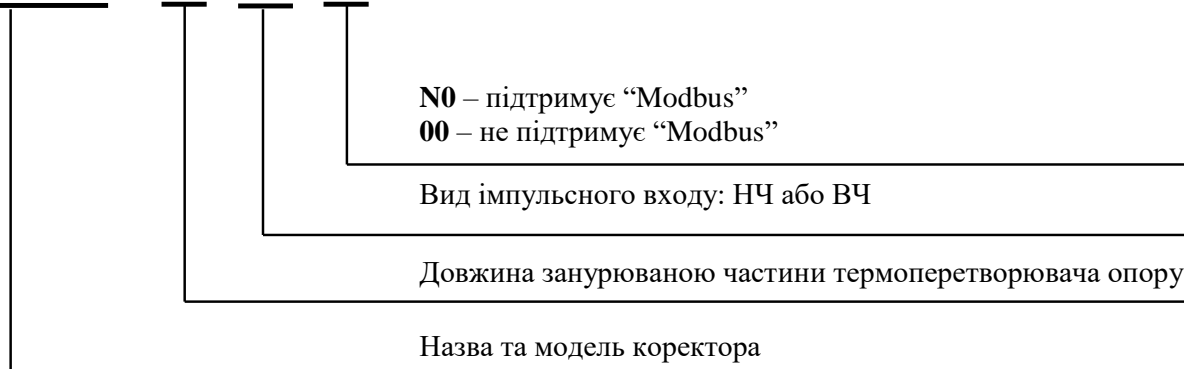 N0 – підтримує “Modbus”
00 – не підтримує “Modbus”
Вид імпульсного входу: НЧ або ВЧ
Довжина занурюваною частини термоперетворювача опору
Назва та модель коректора